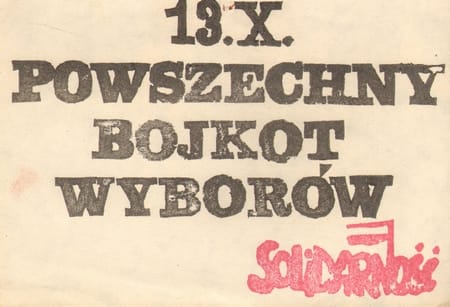 13.X.
POWSZECHNY
BOJKOT
WYBORÓW
SOLiDARNOŚĆ